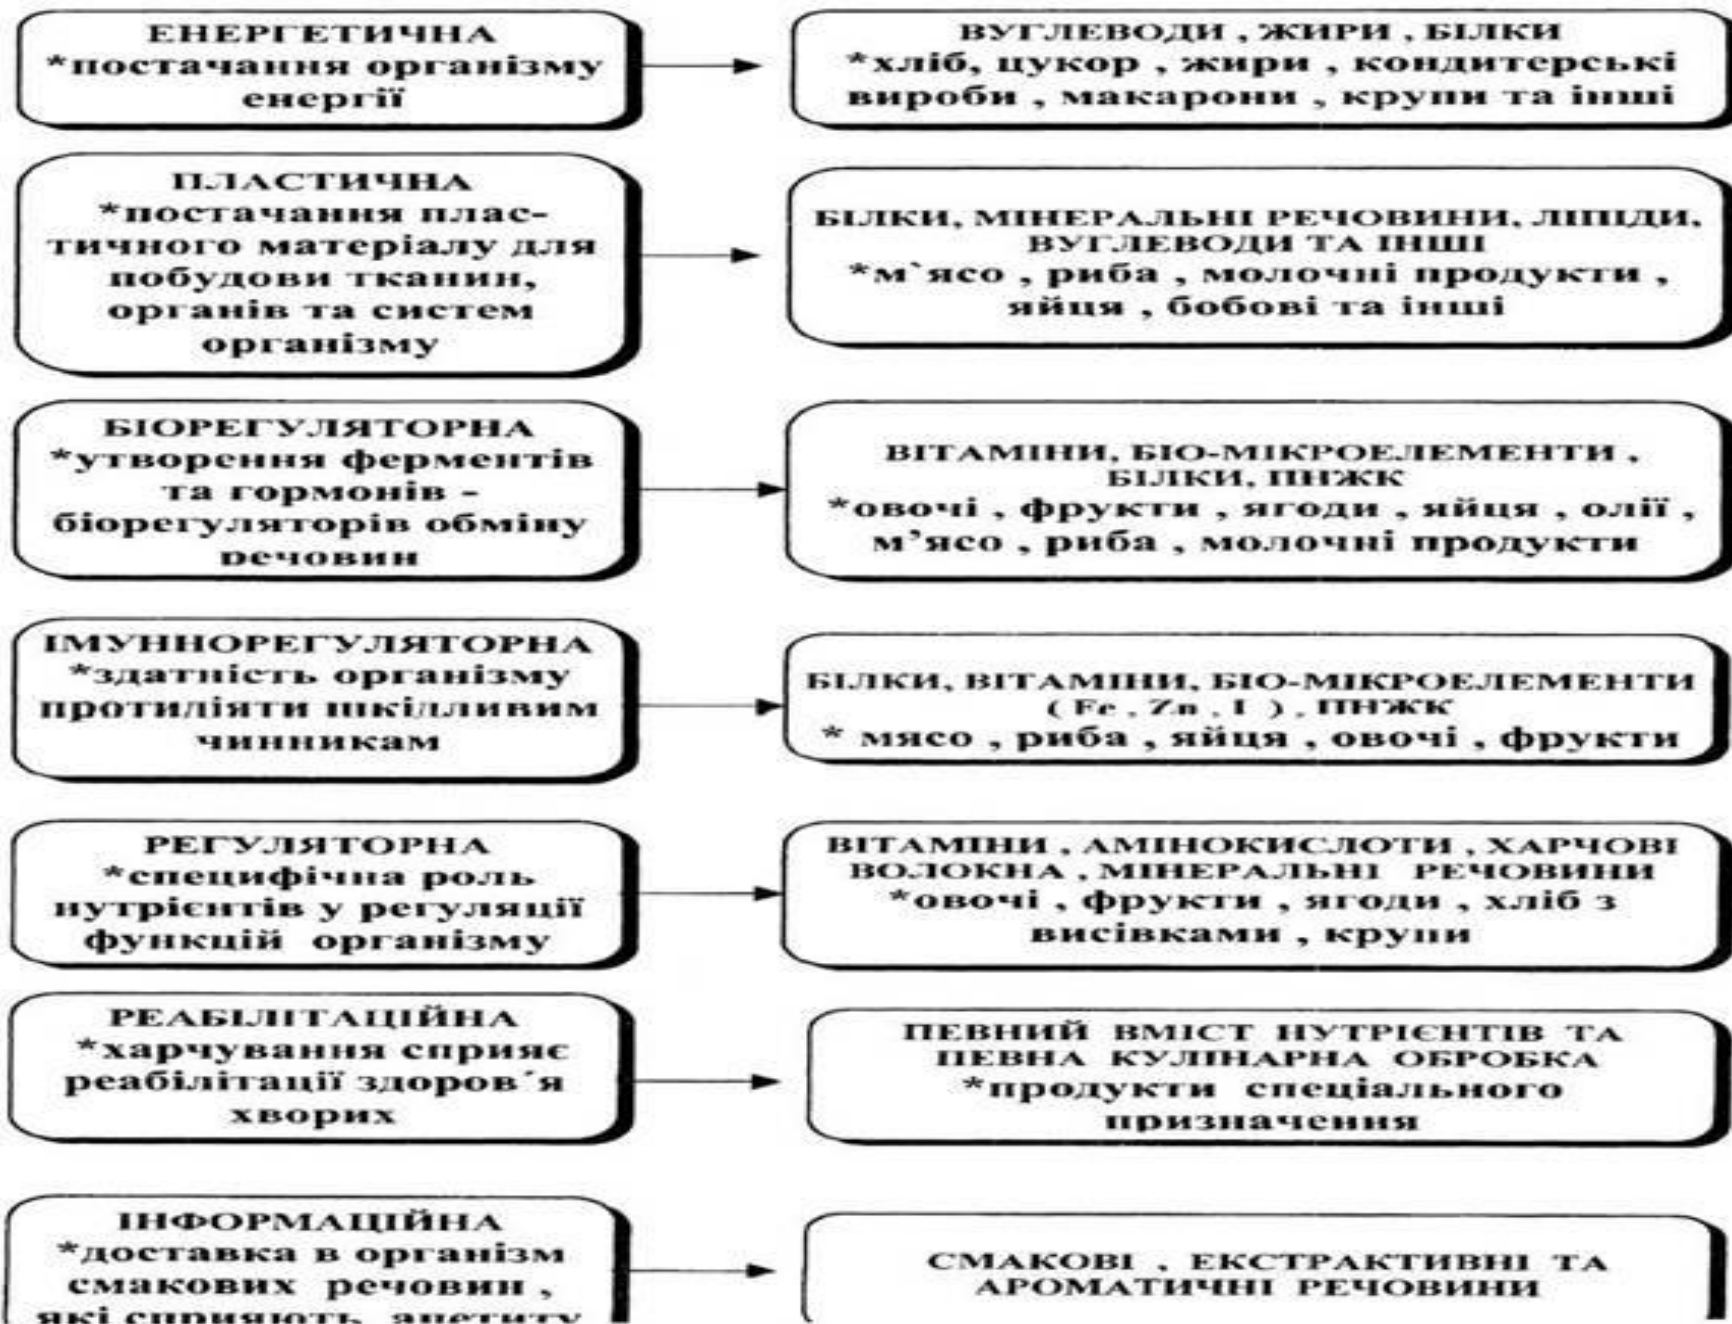 ЕНЕРГЕТИЧНА
*постачання організму
енергії
ВУГЛЕВОДИ , ЖИРИ , БІЛКИ
*хліб, цукор , жири , кондитерські
вироби , макарони , крупи та інші
ПЛАСТИЧНА
*постачання плас-
тичного матеріалу для
побудови тканин,
органів та систем
організму
БІЛКИ, МІНЕРАЛЬНІ РЕЧОВИНИ, ЛІПІДИ,
ВУГЛЕВОДИ ТА ІНШІ
*м`ясо , риба , молочні продукти ,
яйця , бобові та інші
БІОРЕГУЛЯТОРНА
*утворення ферментів
та гормонів -
біорегуляторів обміну
речовин
ВІТАМІНИ, БІО-МІКРОЕЛЕМЕНТИ ,
БІЛКИ, ПНЖК
*овочі , фрукти , ягоди , яйця , олії ,
м’ясо , риба , молочні продукти
ІМУННОРЕГУЛЯТОРНА
*здатність організму
протидіяти шкідливим
чинникам
БІЛКИ, ВІТАМІНИ, БІО-МІКРОЕЛЕМЕНТИ
( Fe , Zn , I ) , ПНЖК
* мясо , риба , яйця , овочі , фрукти
РЕГУЛЯТОРНА
*специфічна роль
нутрієнтів у регуляції
функцій організму
ВІТАМІНИ , АМІНОКИСЛОТИ , ХАРЧОВІ
ВОЛОКНА , МІНЕРАЛЬНІ РЕЧОВИНИ
*овочі , фрукти , ягоди , хліб з
висівками , крупи
РЕАБІЛІТАЦІЙНА
*харчування сприяє
реабілітації здоров´я
хворих
ПЕВНИЙ ВМІСТ НУТРІЄНТІВ ТА
ПЕВНА КУЛІНАРНА ОБРОБКА
*продукти спеціального
призначення
ІНФОРМАЦІЙНА
*доставка в організм
смакових речовин ,
які сприяють апетиту
СМАКОВІ , ЕКСТРАКТИВНІ ТА
АРОМАТИЧНІ РЕЧОВИНИ